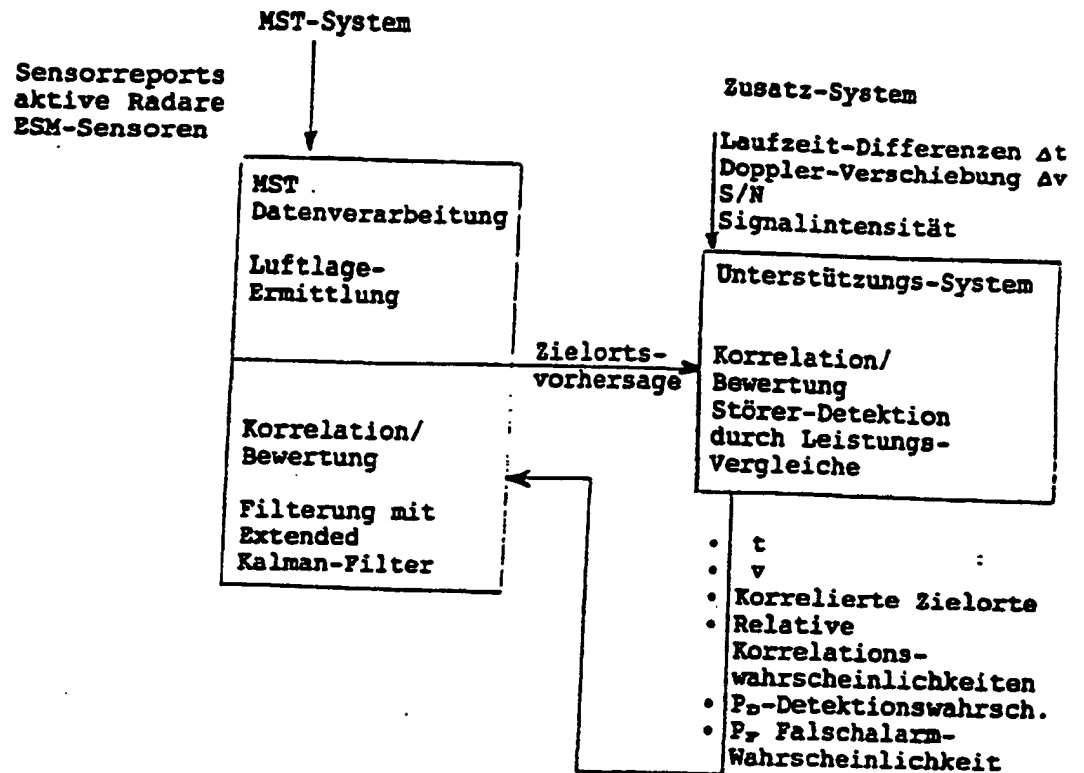 MST-System
Sensorreports
aktive Radare
ESM-Sensoren
MST
Datenverarbeitung
Luftlage-
Ermittlung
Korrelation/
Bewertung
Filterung mit
Extended
Kalman-Filter
Zielorts-
vorhersage
Zusatz-System
Laufzeit-Differenzen Δt
Doppler-Verschiebung Δv
S/N
Signalintensität
Unterstützungs-System
Korrelation/
Bewertung
Störer-Detektion
durch Leistungs-
Vergleiche
• t
• v
• Korrelierte Zielorte
• Relative
Korrelations-
wahrscheinlichkeiten
• P_D-Detektionswahrsch.
• P_F Falschalarm-
Wahrscheinlichkeit